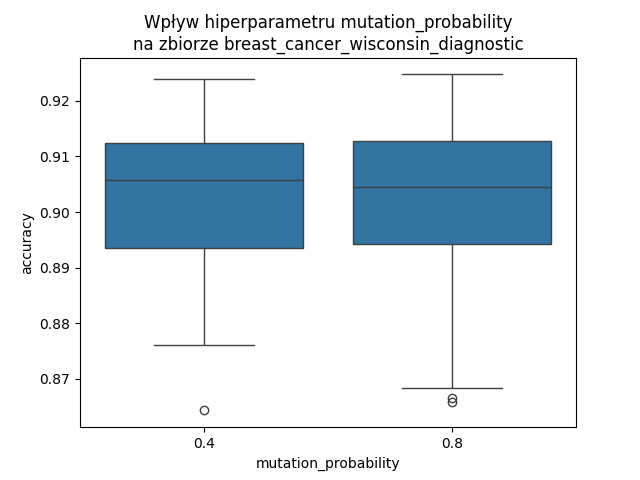 Wpływ hiperparametru mutation_probability
na zbiorze breast_cancer_wisconsin_diagnostic
0.92
0.91
0.90
0.89
0.88
0.87
accuracy
0.4
0.8
mutation_probability